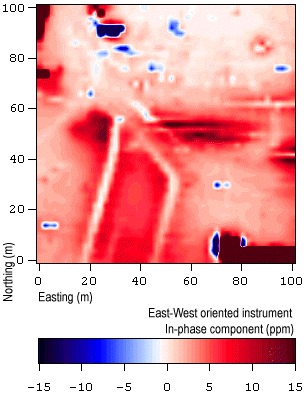 100
80
60
40
20
0
Northing (m)
0 20 40 60 80 100
Easting (m)
East-West oriented instrument
In-phase component (ppm)
−15 −10 −5 0 5 10 15